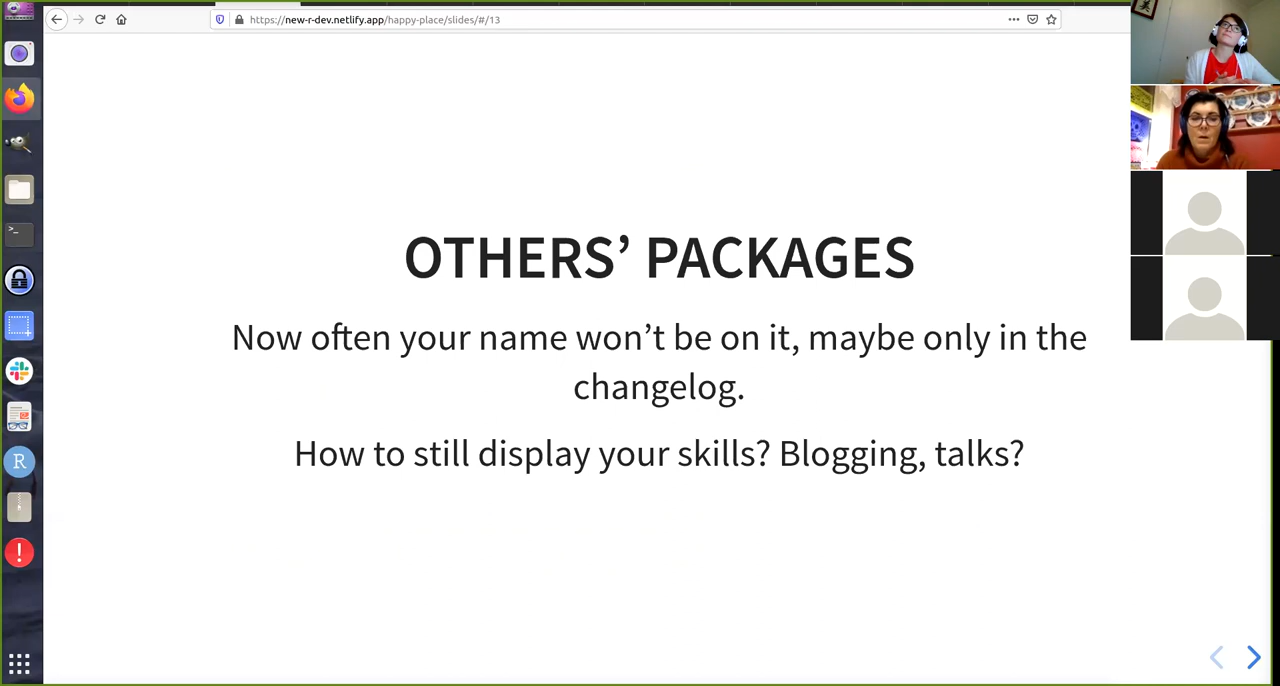 https://new-r-dev.netlify.app/happy-place/slides/#/13
OTHERS’ PACKAGES
Now often your name won’t be on it, maybe only in the
changelog.
How to still display your skills? Blogging, talks?
R